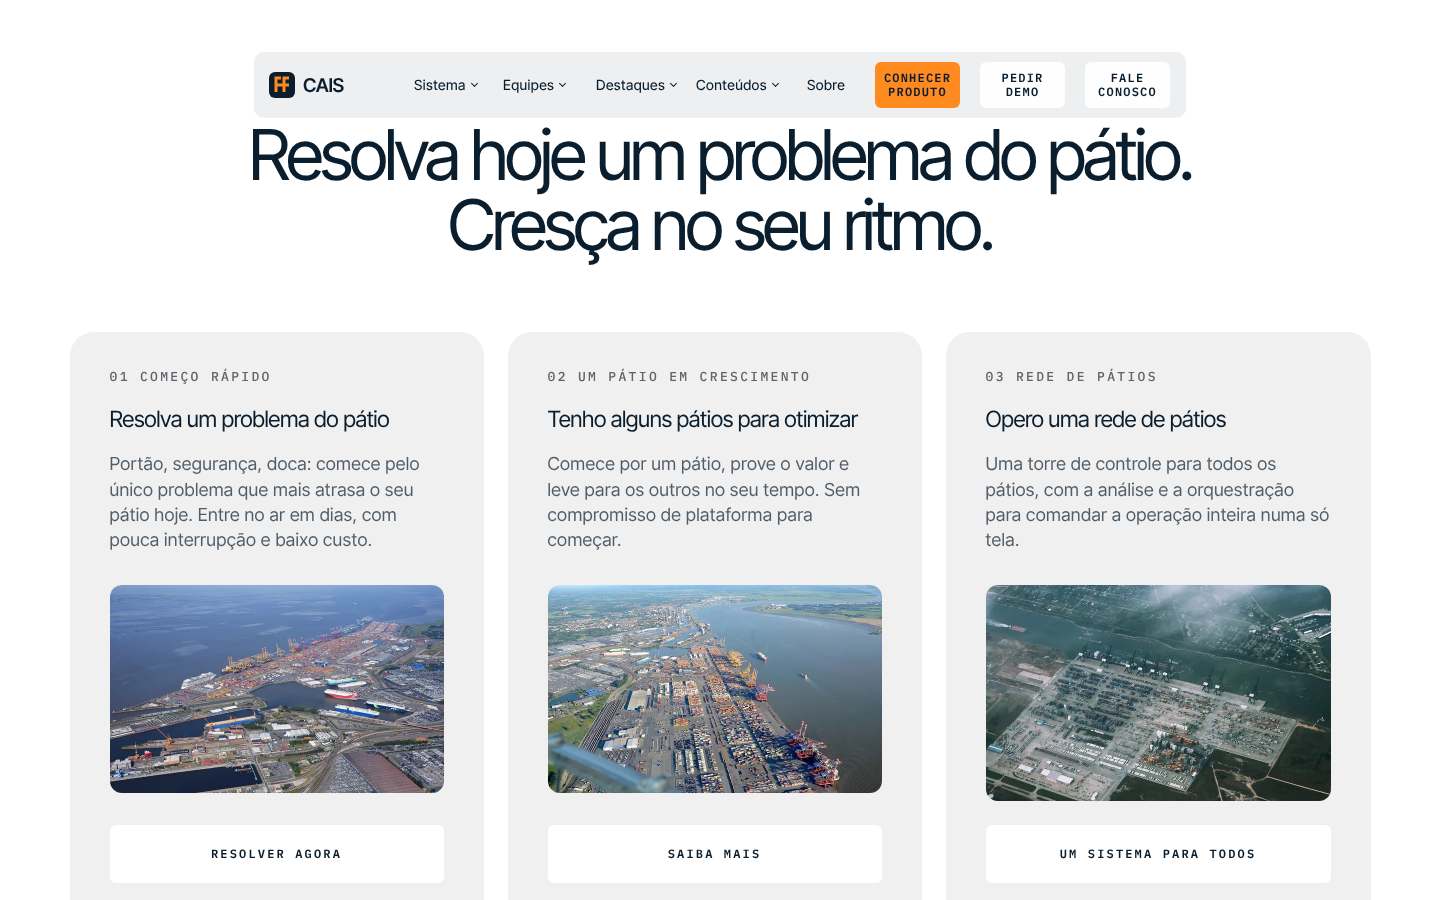 CAIS
Sistema
Equipes
Destaques
Conteúdos
Sobre
CONHECER
PRODUTO
PEDIR
DEMO
FALE
CONOSCO
Resolva hoje um problema do pátio.
Cresça no seu ritmo.
01 COMEÇO RÁPIDO
Resolva um problema do pátio
Portão, segurança, doca: comece pelo
único problema que mais atrasa o seu
pátio hoje. Entre no ar em dias, com
pouca interrupção e baixo custo.
RESOLVER AGORA
02 UM PÁTIO EM CRESCIMENTO
Tenho alguns pátios para otimizar
Comece por um pátio, prove o valor e
leve para os outros no seu tempo. Sem
compromisso de plataforma para
começar.
SAIBA MAIS
03 REDE DE PÁTIOS
Opero uma rede de pátios
Uma torre de controle para todos os
pátios, com a análise e a orquestração
para comandar a operação inteira numa só
tela.
UM SISTEMA PARA TODOS